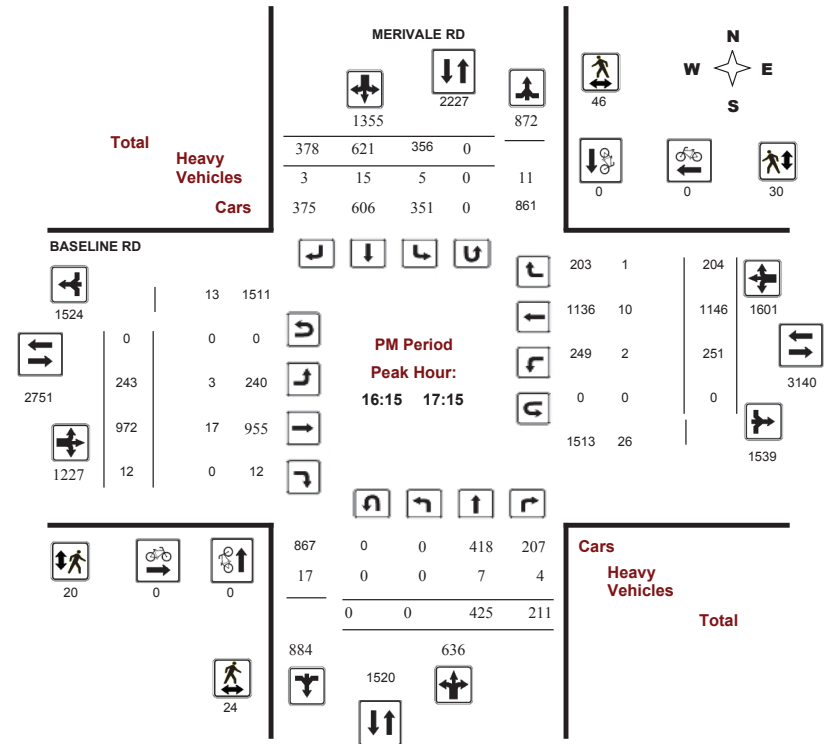 MERIVALE RD
N
W E
S
2227
46
1355 872
Total
378 621 356 0
Heavy
Vehicles
3 15 5 0 11
Cars
375 606 351 0 861
0 0 30
BASELINE RD
1524
13 1511
203 1 204
1136 10 1146 1601
0 0 0
PM Period
249 2 251
2751
243 3 240
Peak Hour:
3140
16:15 17:15
0 0 0
972 17 955
1513 26
1539
1227 12 0 12
867 0 0 418 207
Cars
17 0 0 7 4
Heavy
Vehicles
20 0 0
0 0 425 211
Total
884 636
1520
24